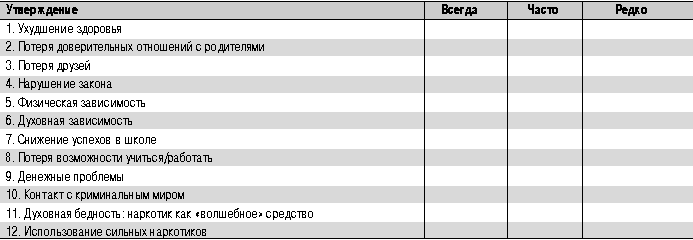 Утверждение Всегда Часто Редко
1. Ухудшение здоровья
2. Потеря доверительных отношений с родителями
3. Потеря друзей
4. Нарушение закона
5. Физическая зависимость
6. Духовная зависимость
7. Снижение успехов в школе
8. Потеря возможности учиться/работать
9. Денежные проблемы
10. Контакт с криминальным миром
11. Духовная бедность: наркотик как «волшебное» средство
12. Использование сильных наркотиков